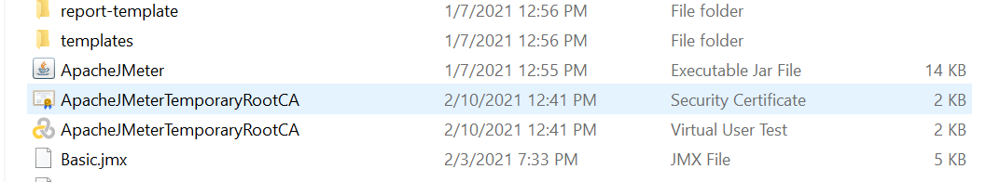 report-template 1/7/2021 12:56 PM File folder
templates 1/7/2021 12:56 PM File folder
ApacheJMeter 1/7/2021 12:55 PM Executable Jar File 14 KB
ApacheJMeterTemporaryRootCA 2/10/2021 12:41 PM Security Certificate 2 KB
ApacheJMeterTemporaryRootCA 2/10/2021 12:41 PM Virtual User Test 2 KB
Basic.jmx 2/3/2021 7:33 PM JMX File 5 KB